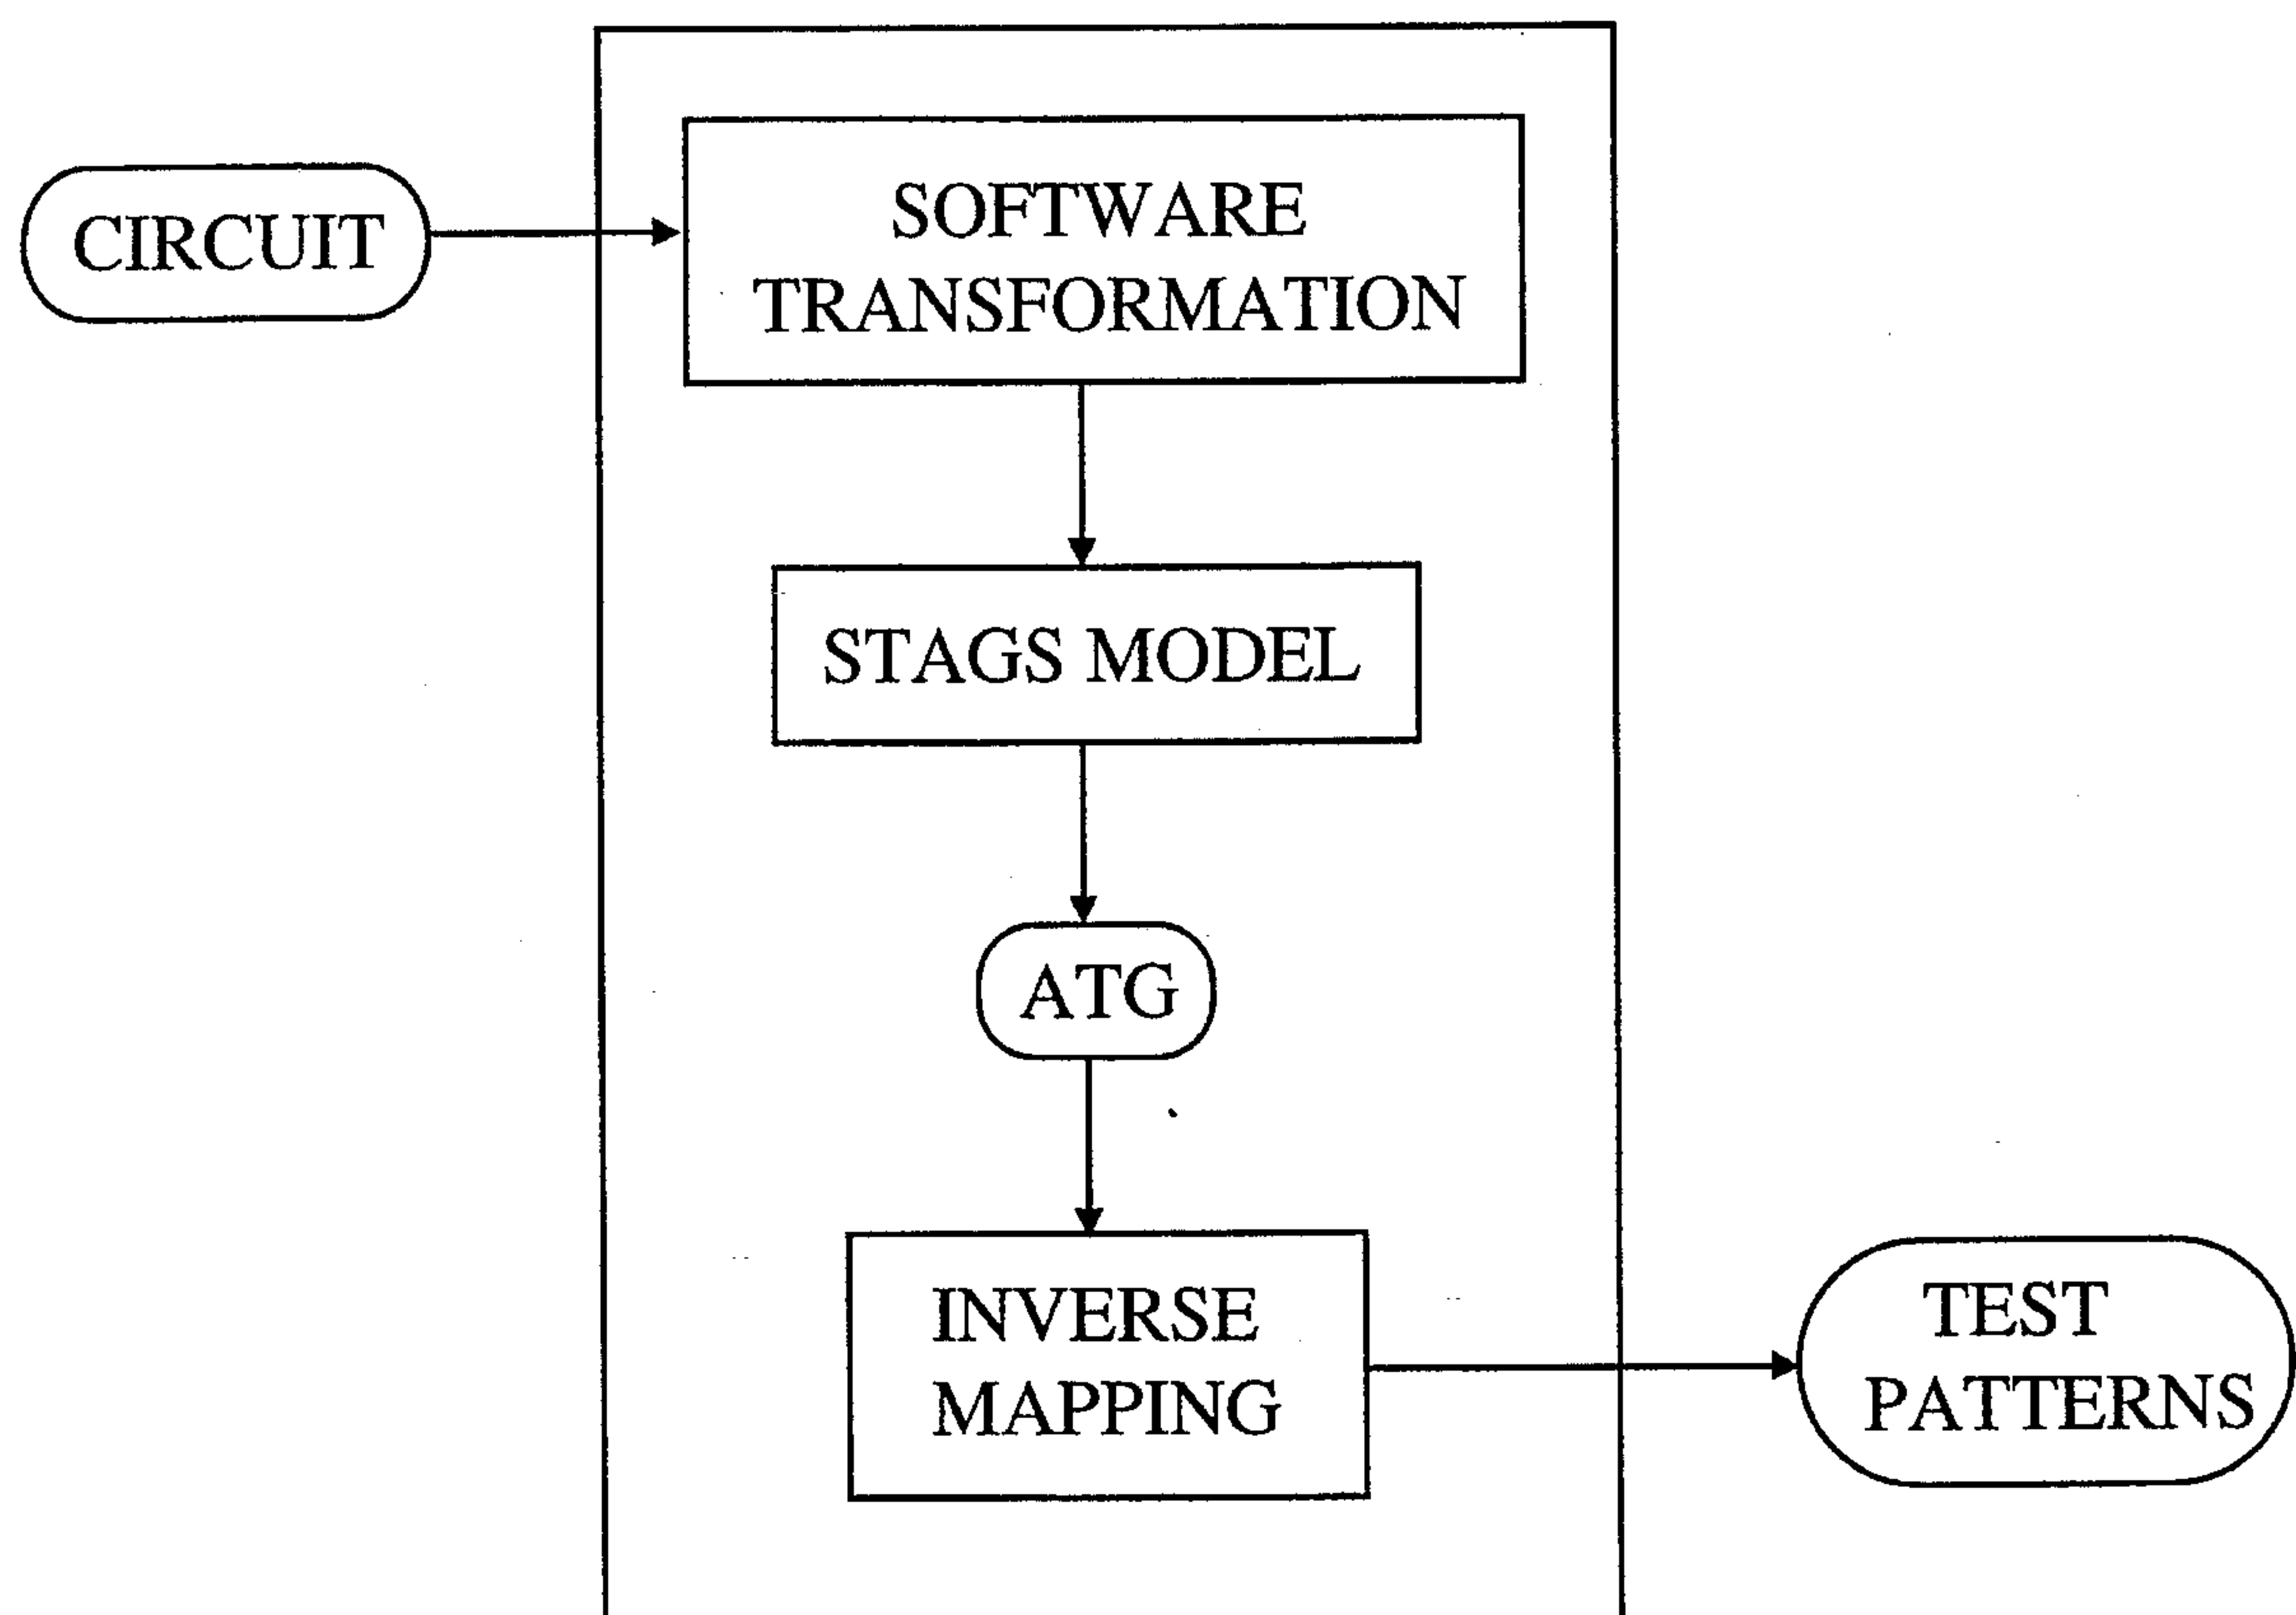 CIRCUIT
SOFTWARE
TRANSFORMATION
STAGS MODEL
ATG
INVERSE
MAPPING
TEST
PATTERNS